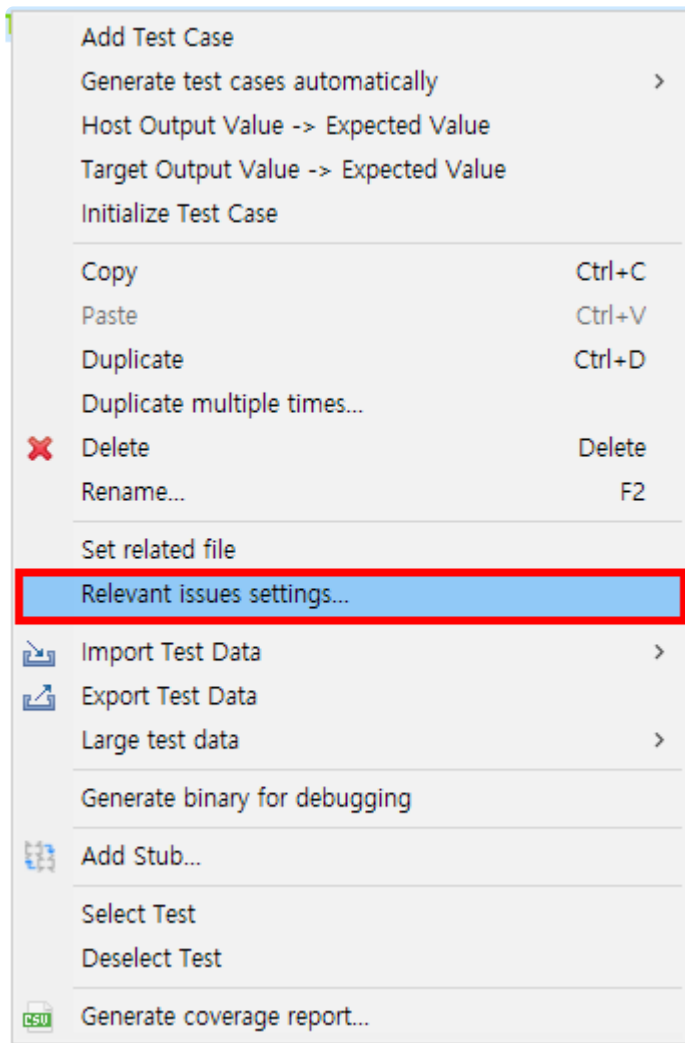 Add Test Case
Generate test cases automatically
Host Output Value -> Expected Value
Target Output Value -> Expected Value
Initialize Test Case
Copy Ctrl+C
Paste Ctrl+V
Duplicate Ctrl+D
Duplicate multiple times...
Delete Delete
Rename... F2
Set related file
Relevant issues settings...
Import Test Data
Export Test Data
Large test data
Generate binary for debugging
Add Stub...
Select Test
Deselect Test
CSV Generate coverage report...